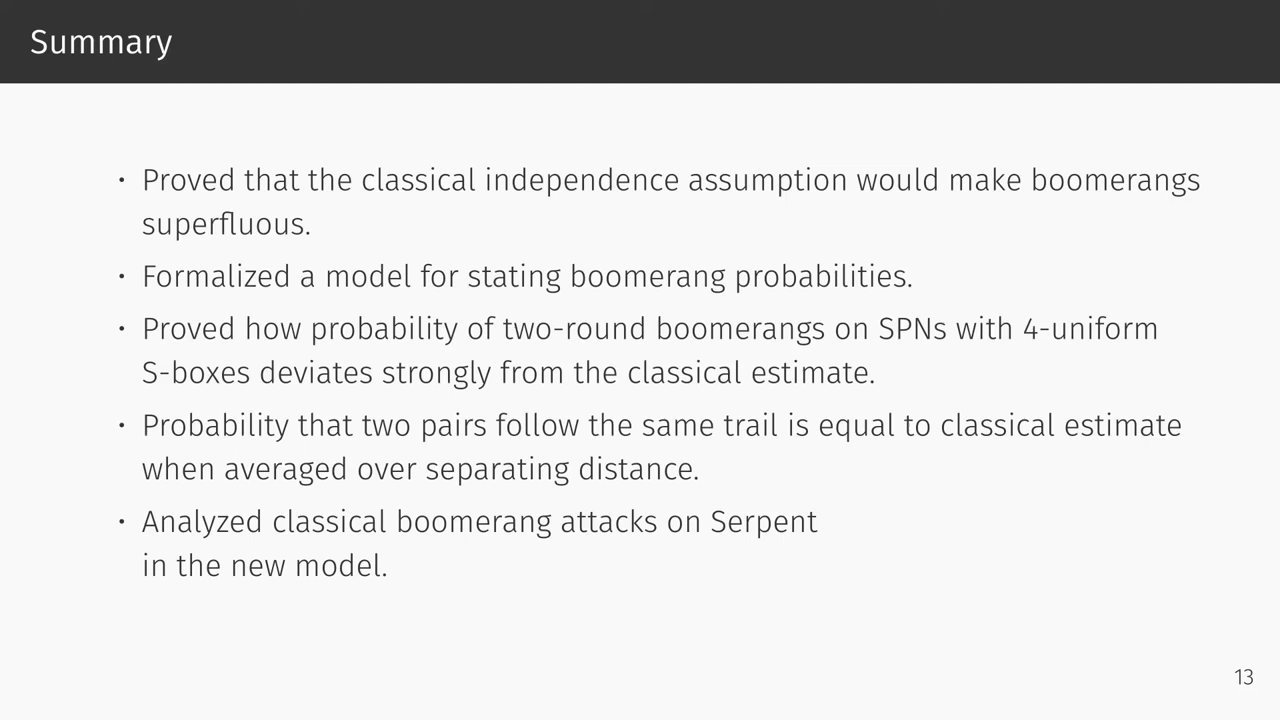 Summary
· Proved that the classical independence assumption would make boomerangs
superfluous.
· Formalized a model for stating boomerang probabilities.
· Proved how probability of two-round boomerangs on SPNs with 4-uniform
S-boxes deviates strongly from the classical estimate.
· Probability that two pairs follow the same trail is equal to classical estimate
when averaged over separating distance.
· Analyzed classical boomerang attacks on Serpent
in the new model.
13